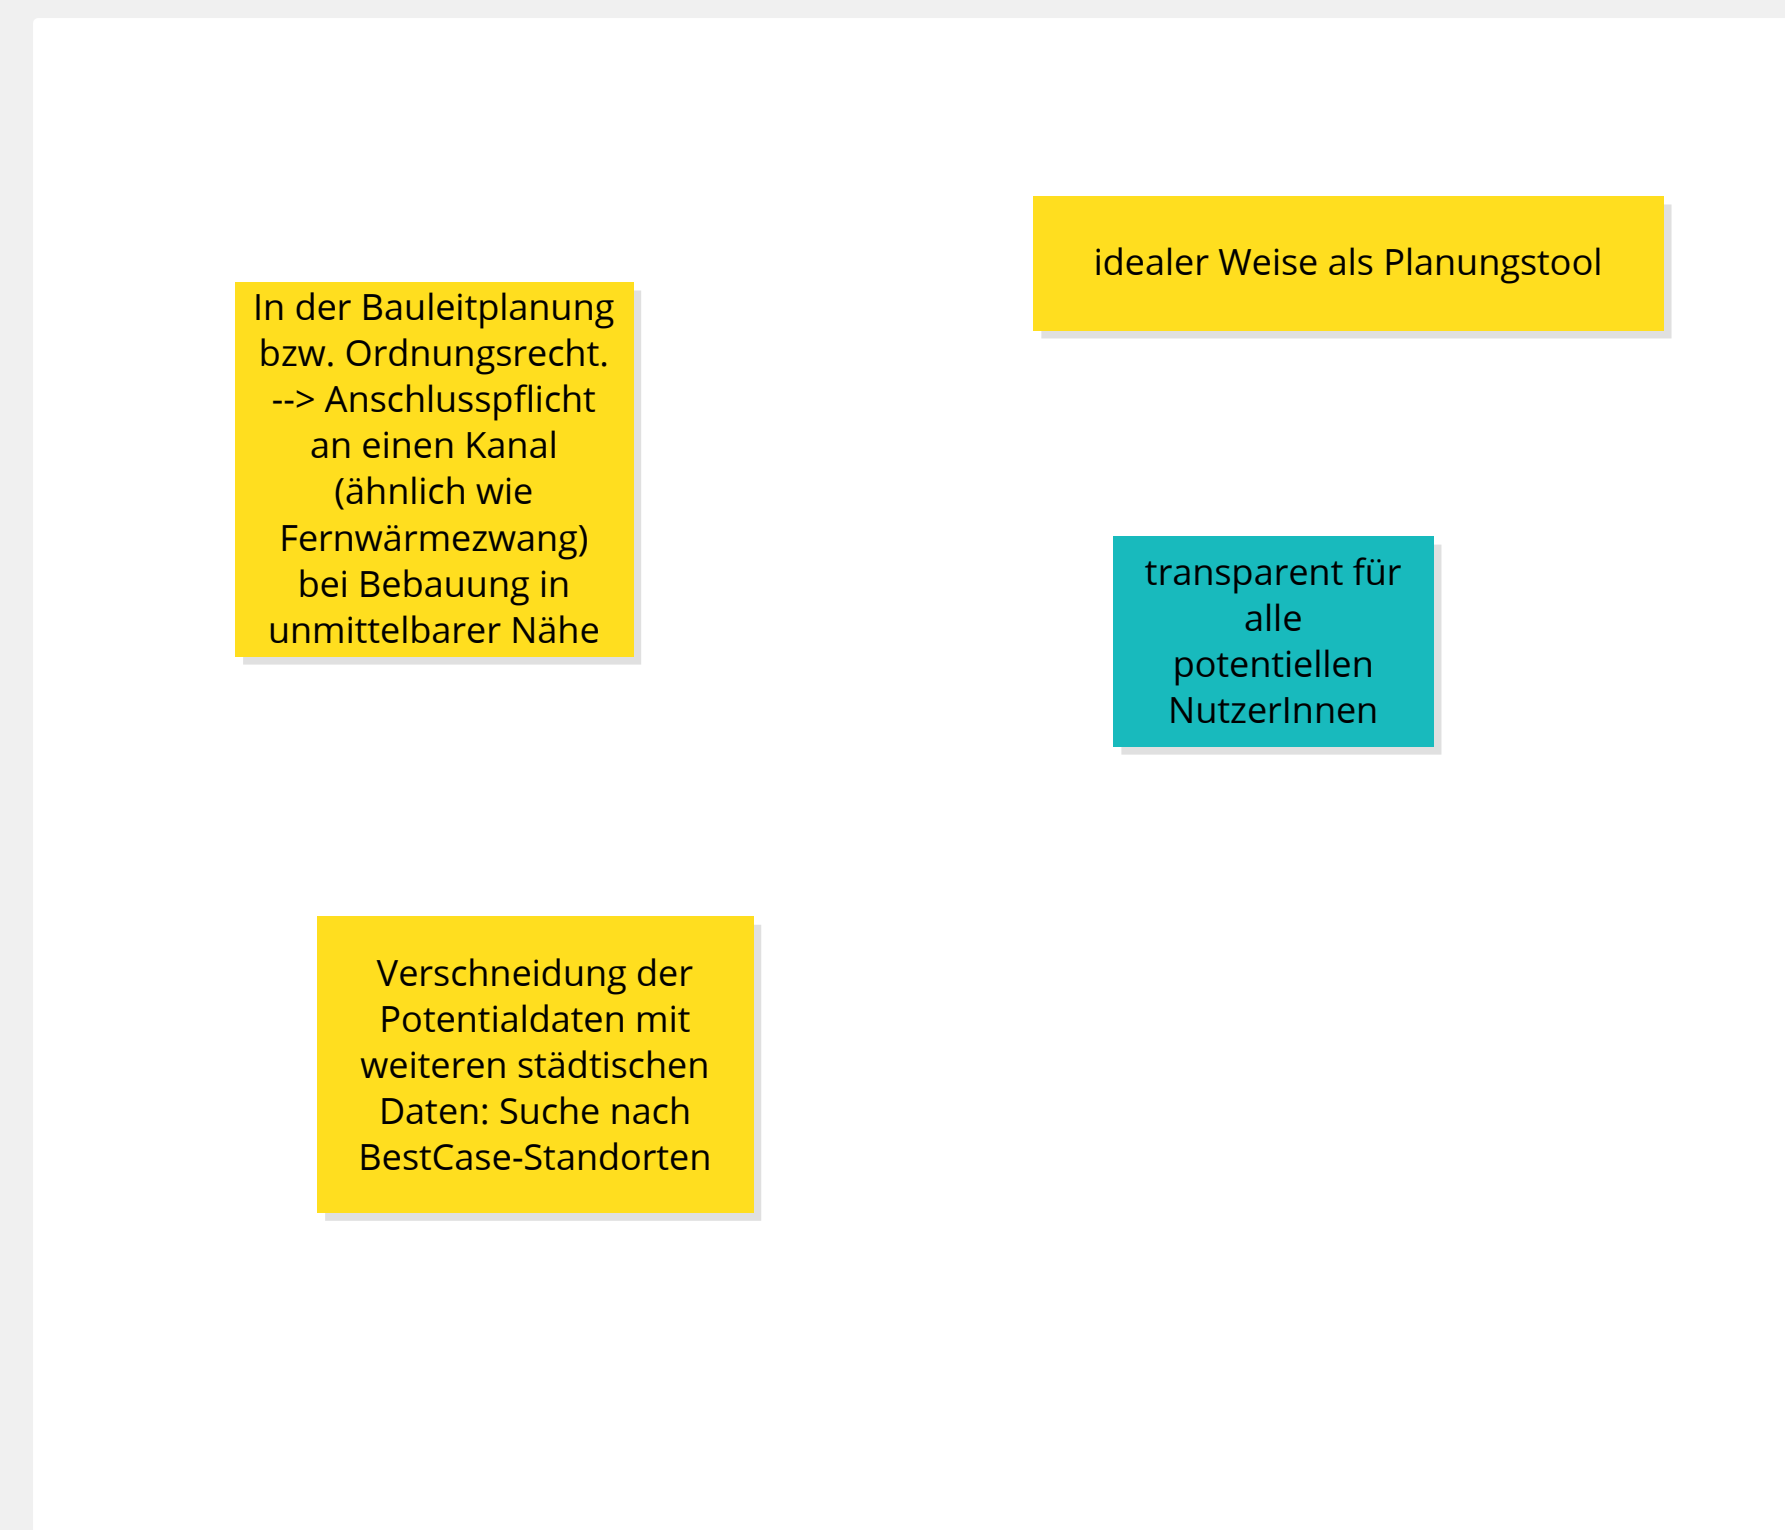 In der Bauleitplanung
bzw. Ordnungsrecht.
--> Anschlusspflicht
an einen Kanal
(ähnlich wie
Fernwärmezwang)
bei Bebauung in
unmittelbarer Nähe
idealer Weise als Planungstool
transparent für
alle
potentiellen
NutzerInnen
Verschneidung der
Potentialdaten mit
weiteren städtischen
Daten: Suche nach
BestCase-Standorten